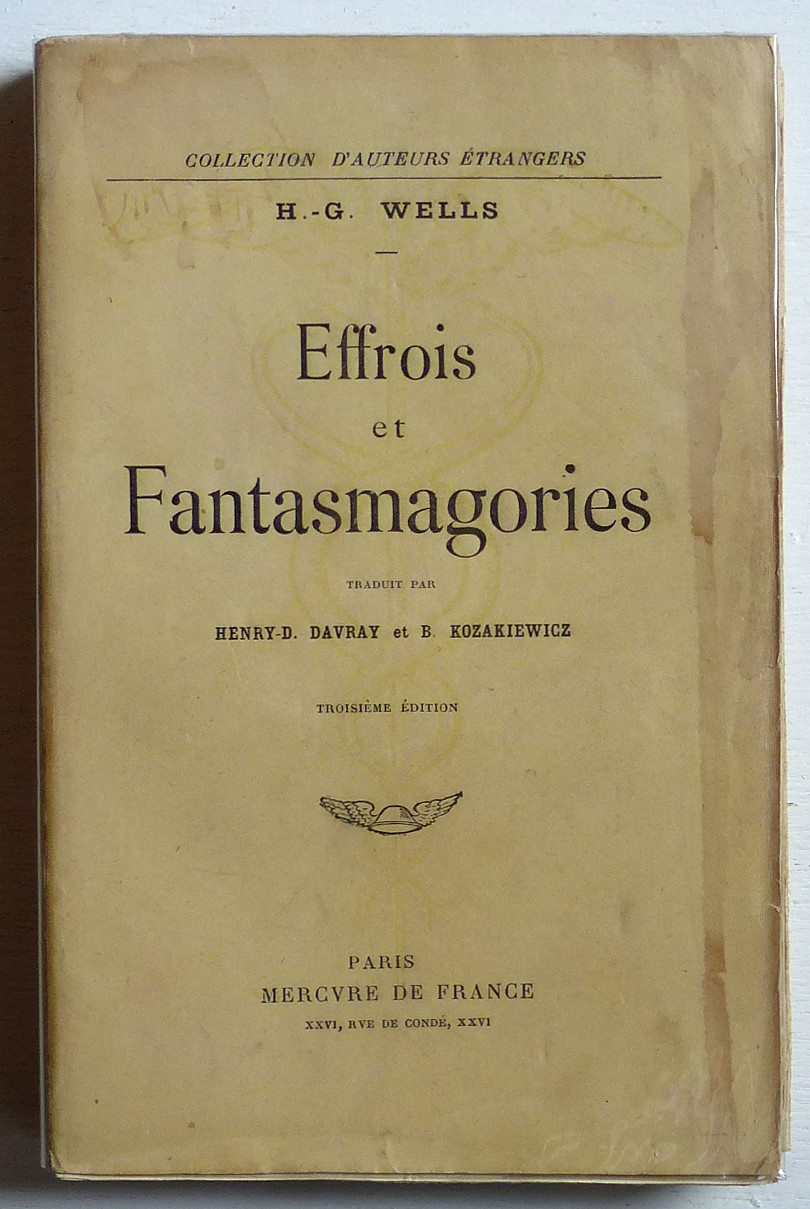 COLLECTION D'AUTEURS ÉTRANGERS
H.-G. WELLS
Effrois
et
Fantasmagories
TRADUIT PAR
HENRY-D. DAVRAY et B. KOZAKIEWICZ
TROISIÈME ÉDITION
PARIS
MERCVRE DE FRANCE
XXVI, RVE DE CONDÉ, XXVI